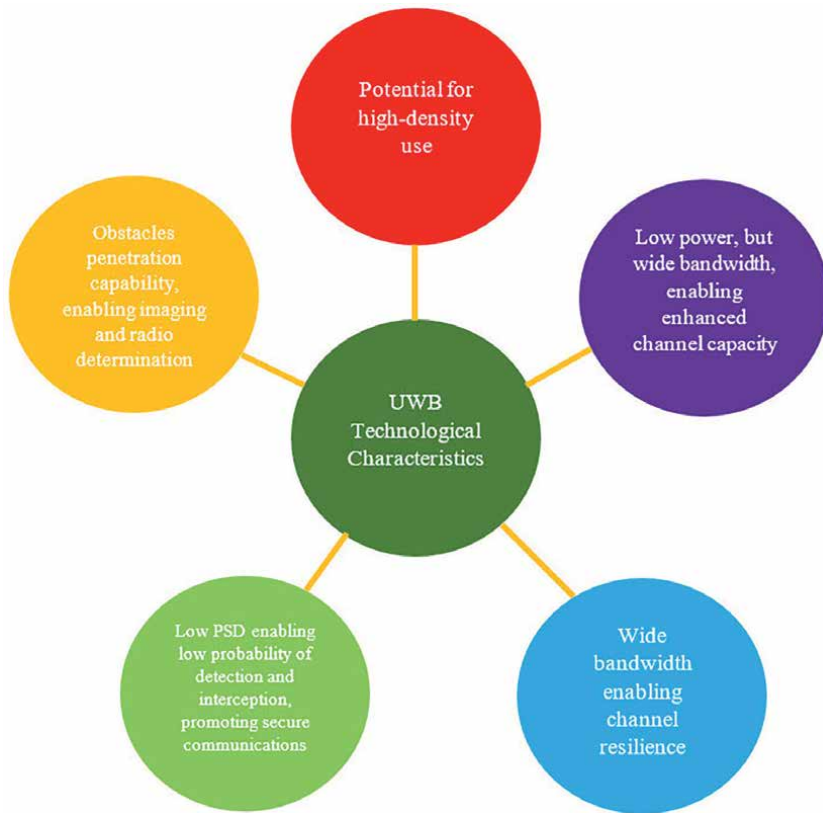 Potential for
high-density
use
Obstacles
penetration
capability,
enabling imaging
and radio
determination
Low power, but
wide bandwidth,
enabling
enhanced
channel capacity
UWB
Technological
Characteristics
Low PSD enabling
low probability of
detection and
interception,
promoting secure
communications
Wide
bandwidth
enabling
channel
resilience